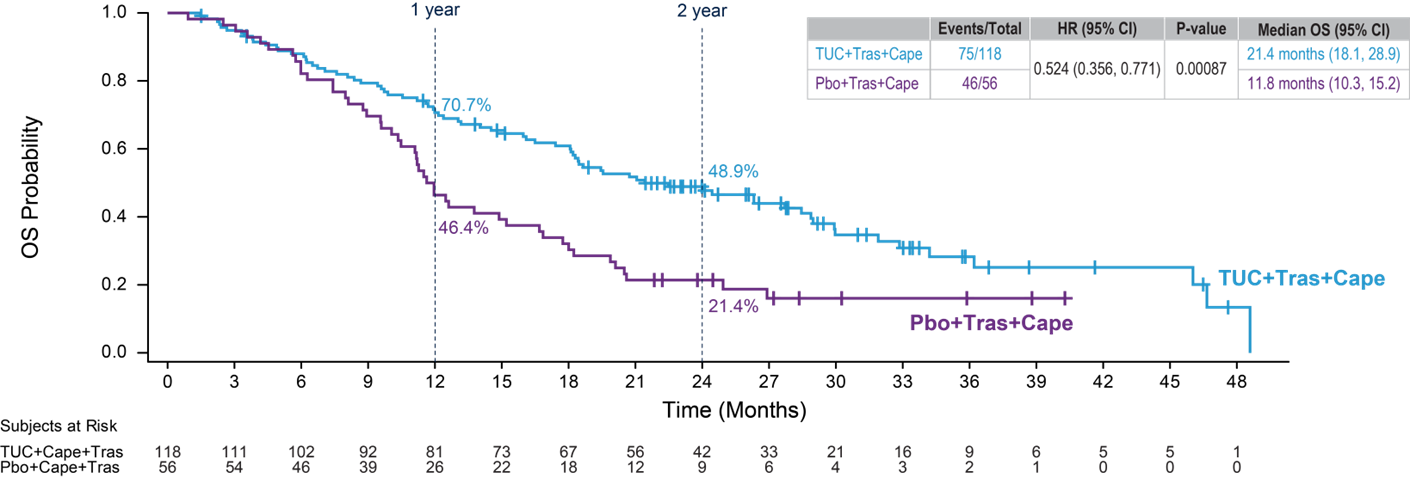 1 year
2 year
Events/Total HR (95% CI) P-value Median OS (95% CI)
TUC+Tras+Cape 75/118 0.524 (0.356, 0.771) 0.00087 21.4 months (18.1, 28.9)
Pbo+Tras+Cape 46/56 11.8 months (10.3, 15.2)
OS Probability
1.0
0.8
0.6
0.4
0.2
0.0
70.7%
48.9%
46.4%
21.4%
TUC+Tras+Cape
Pbo+Tras+Cape
0 3 6 9 12 15 18 21 24 27 30 33 36 39 42 45 48
Time (Months)
Subjects at Risk
TUC+Cape+Tras 118 111 102 92 81 73 67 56 42 33 21 16 9 6 5 5 1
Pbo+Cape+Tras 56 54 46 39 26 22 18 12 9 6 4 3 2 1 0 0 0